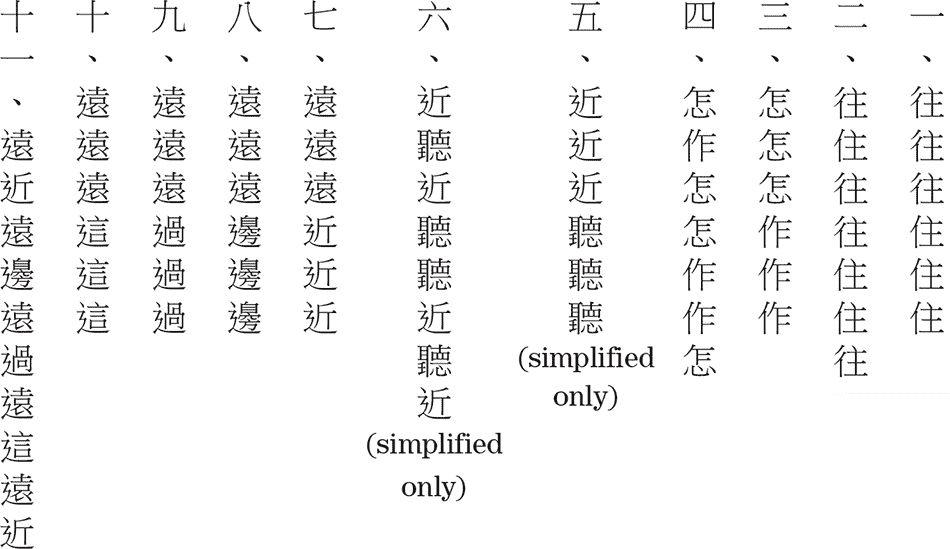 一、往往往住住住
二、往住往往住住往
三、怎怎怎作作作
四、怎作怎怎作作怎
五、近近近聽聽聽(simplified only)
六、近聽近聽聽近聽近(simplified only)
七、遠遠遠近近近
八、遠遠遠邊邊邊
九、遠遠遠過過過
十、遠遠遠這這這
十一、遠近遠邊遠過遠這遠近